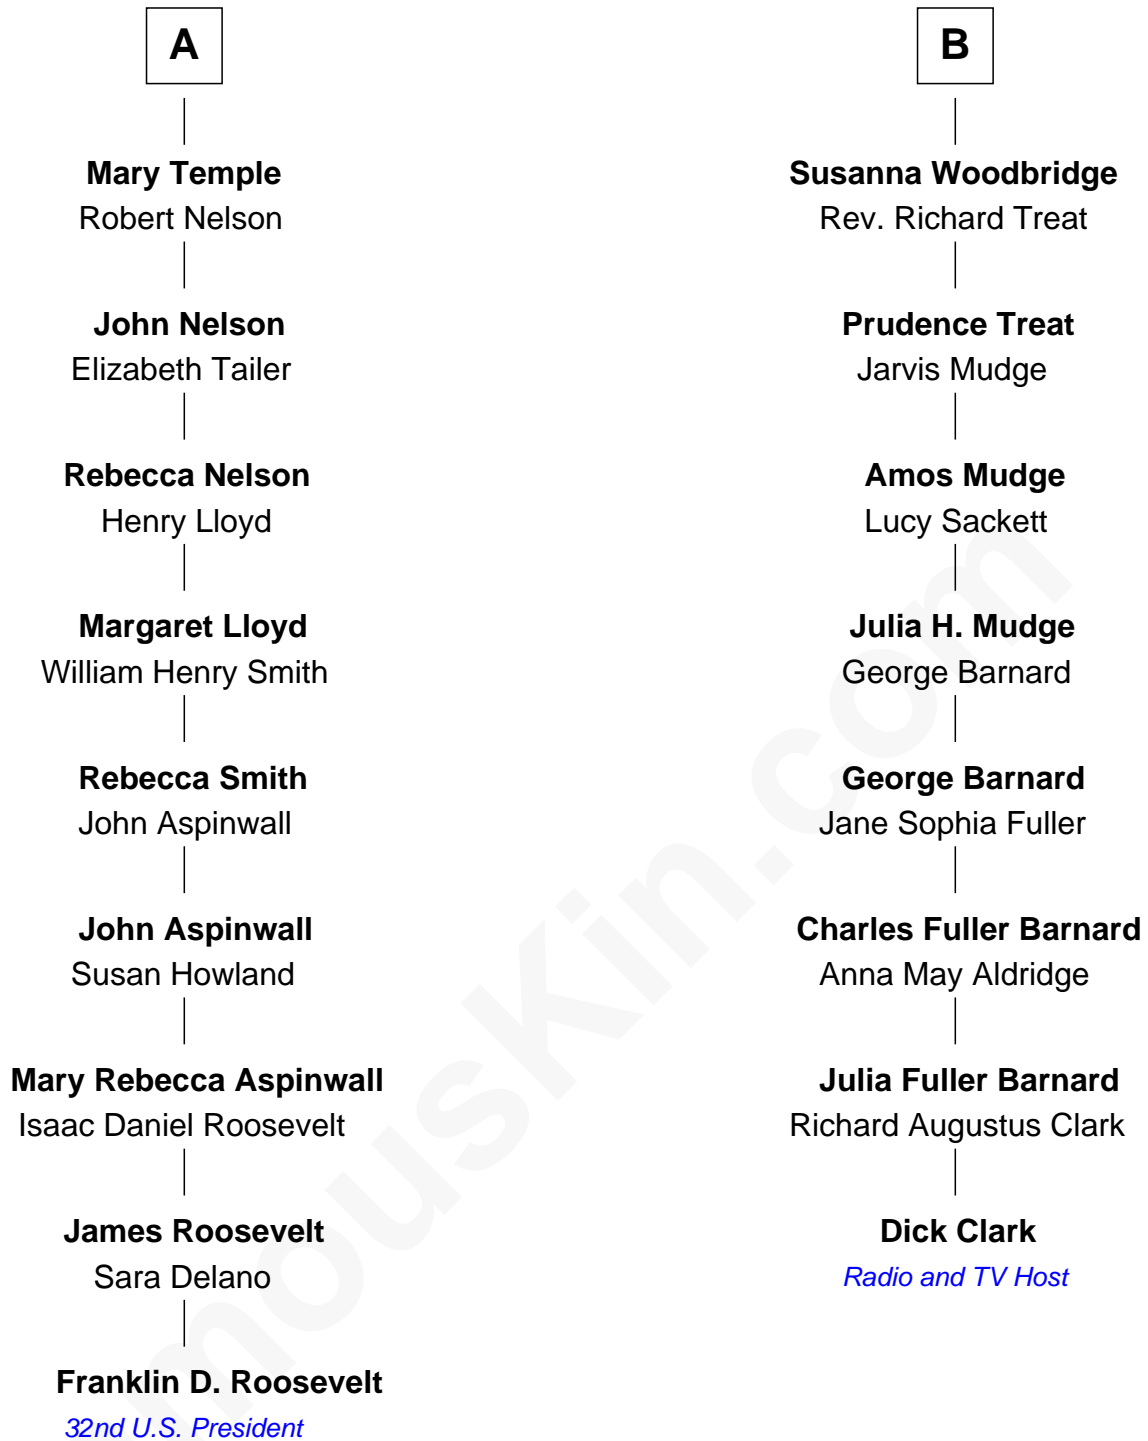 A
Mary Temple
Robert Nelson
John Nelson
Elizabeth Tailer
Rebecca Nelson
Henry Lloyd
Margaret Lloyd
William Henry Smith
Rebecca Smith
John Aspinwall
John Aspinwall
Susan Howland
Mary Rebecca Aspinwall
Isaac Daniel Roosevelt
James Roosevelt
Sara Delano
Franklin D. Roosevelt
32nd U.S. President
B
Susanna Woodbridge
Rev. Richard Treat
Prudence Treat
Jarvis Mudge
Amos Mudge
Lucy Sackett
Julia H. Mudge
George Barnard
George Barnard
Jane Sophia Fuller
Charles Fuller Barnard
Anna May Aldridge
Julia Fuller Barnard
Richard Augustus Clark
Dick Clark
Radio and TV Host
mousKin.com